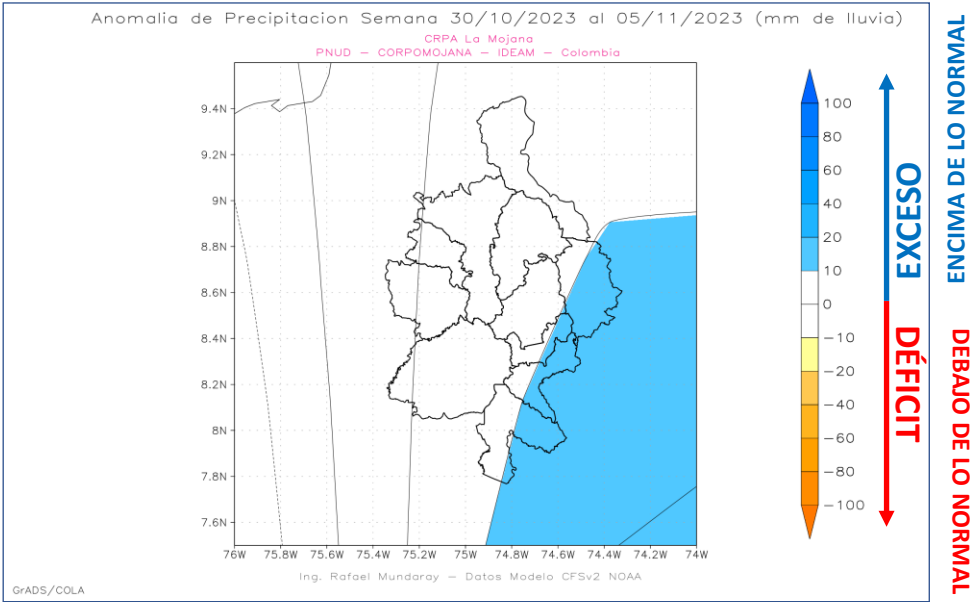 Anomalia de Precipitacion Semana 30/10/2023 al 05/11/2023 (mm de lluvia)
CRPA La Mojana
PNUD – CORPOMOJANA – IDEAM – Colombia
9.4N
9.2N
9N
8.8N
8.6N
8.4N
8.2N
8N
7.8N
7.6N
76W 75.8W 75.6W 75.4W 75.2W 75W 74.8W 74.6W 74.4W 74.2W 74W
100
80
60
40
20
10
0
–10
–20
–40
–60
–80
–100
EXCESO
DÉFICIT
ENCIMA DE LO NORMAL
DEBAJO DE LO NORMAL
Ing. Rafael Mundaray – Datos Modelo CFSv2 NOAA
GrADS/COLA